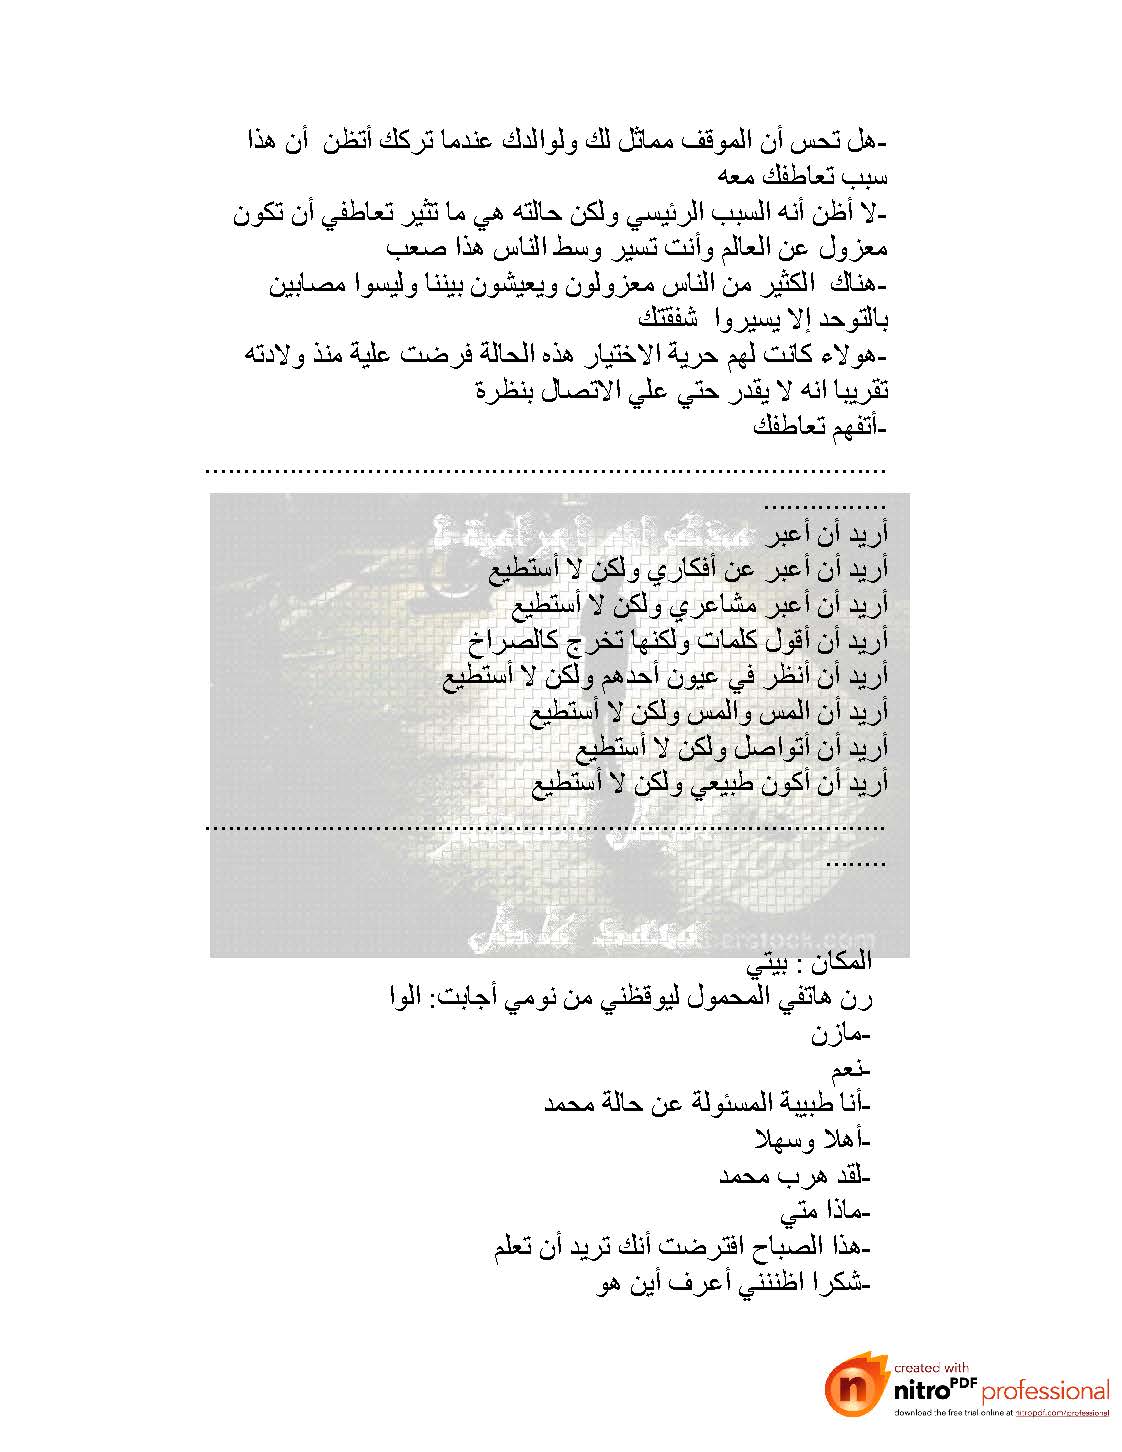 -هل تحس أن الموقف مماثل لك ولوالدك عندما تركك أتظن أن هذا
سبب تعاطفك معه
-لا أظن أنه السبب الرئيسي ولكن حالته هي ما تثير تعاطفي أن تكون
معزول عن العالم وأنت تسير وسط الناس هذا صعب
-هناك الكثير من الناس معزولون ويعيشون بيننا وليسوا مصابين
بالتوحد إلا يسيروا شفقتك
-هولاء كانت لهم حرية الاختيار هذه الحالة فرضت علية منذ ولادته
تقريبا انه لا يقدر حتي علي الاتصال بنظرة
-أتفهم تعاطفك
........................................................................................
................
أريد أن أعبر
أريد أن أعبر عن أفكاري ولكن لا أستطيع
أريد أن أعبر مشاعري ولكن لا أستطيع
أريد أن أقول كلمات ولكنها تخرج كالصراخ
أريد أن أنظر في عيون أحدهم ولكن لا أستطيع
أريد أن المس والمس ولكن لا أستطيع
أريد أن أتواصل ولكن لا أستطيع
أريد أن أكون طبيعي ولكن لا أستطيع
........................................................................................
........
المكان : بيتي
رن هاتفي المحمول ليوقظني من نومي أجابت: الوا
-مازن
-نعم
-أنا طبيبة المسئولة عن حالة محمد
-أهلا وسهلا
-لقد هرب محمد
-ماذا متي
-هذا الصباح افترضت أنك تريد أن تعلم
-شكرا اظنني أعرف أين هو
created with
nitroPDF professional
download the free trial online at nitropdf.com/professional